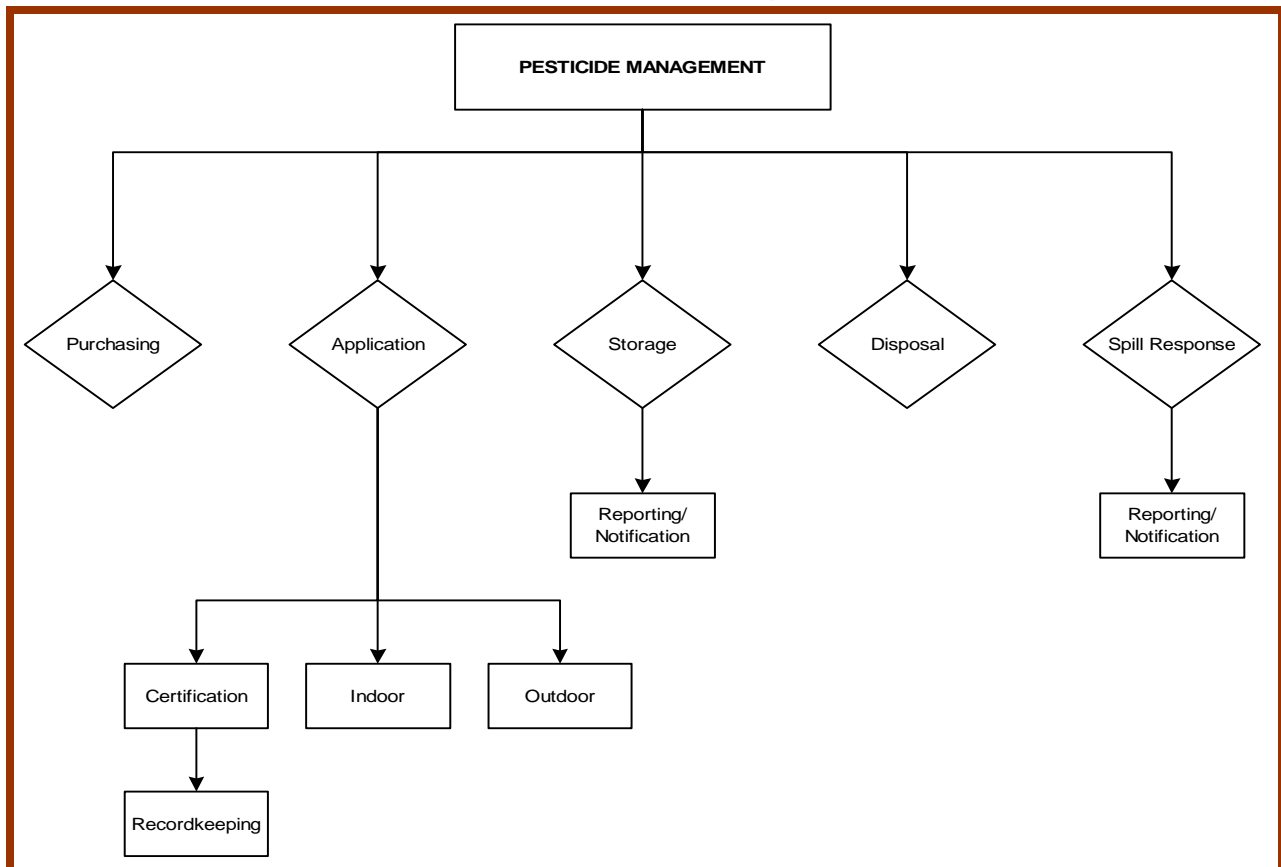 PESTICIDE MANAGEMENT
Purchasing
Application
Storage
Disposal
Spill Response
Reporting/
Notification
Reporting/
Notification
Certification
Indoor
Outdoor
Recordkeeping